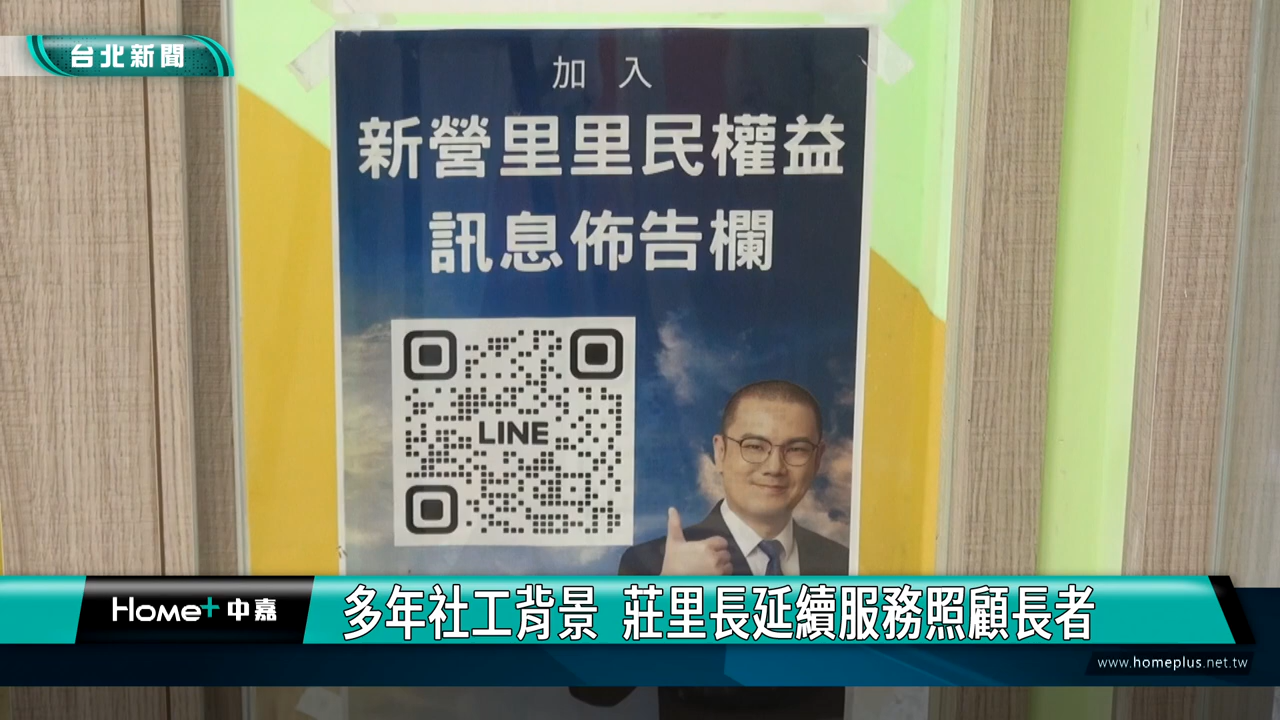 台北新聞
加入
新營里里民權益
訊息佈告欄
LINE
Home+中嘉
多年社工背景 莊里長延續服務照顧長者
www.homeplus.net.tw